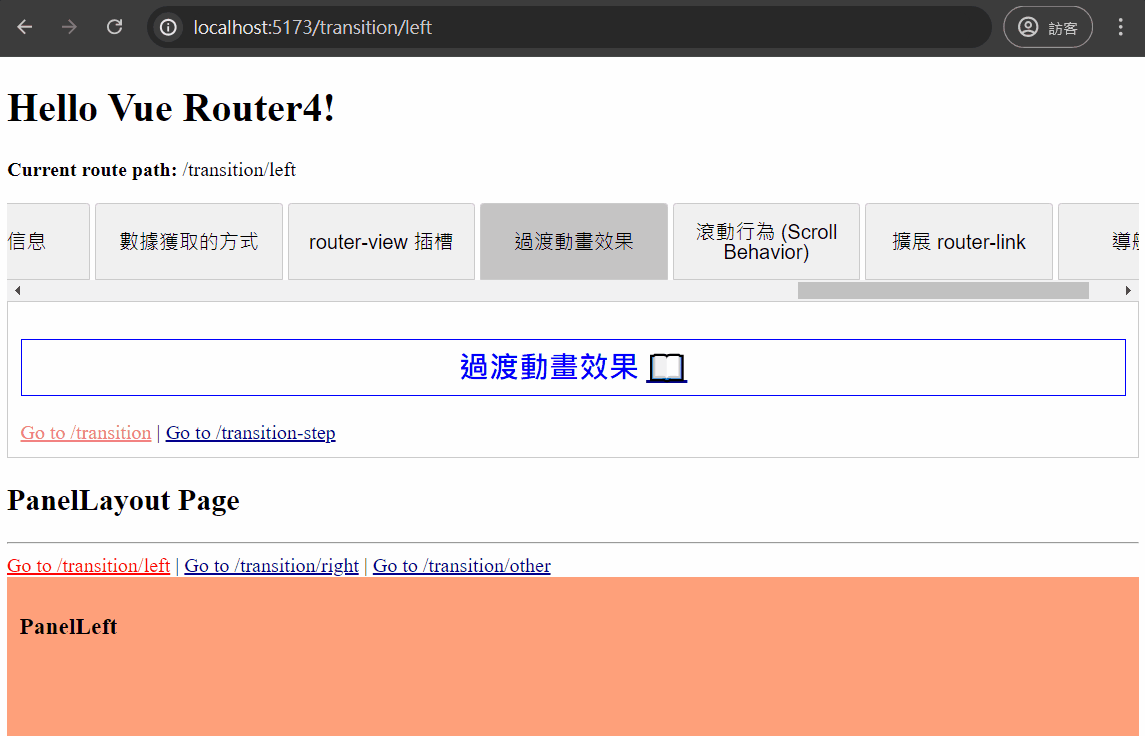 localhost:5173/transition/left
訪客
Hello Vue Router4!
Current route path: /transition/left
信息
數據獲取的方式
router-view 插槽
過渡動畫效果
滾動行為 (Scroll
Behavior)
擴展 router-link
導
過渡動畫效果
Go to /transition | Go to /transition-step
PanelLayout Page
Go to /transition/left | Go to /transition/right | Go to /transition/other
PanelLeft